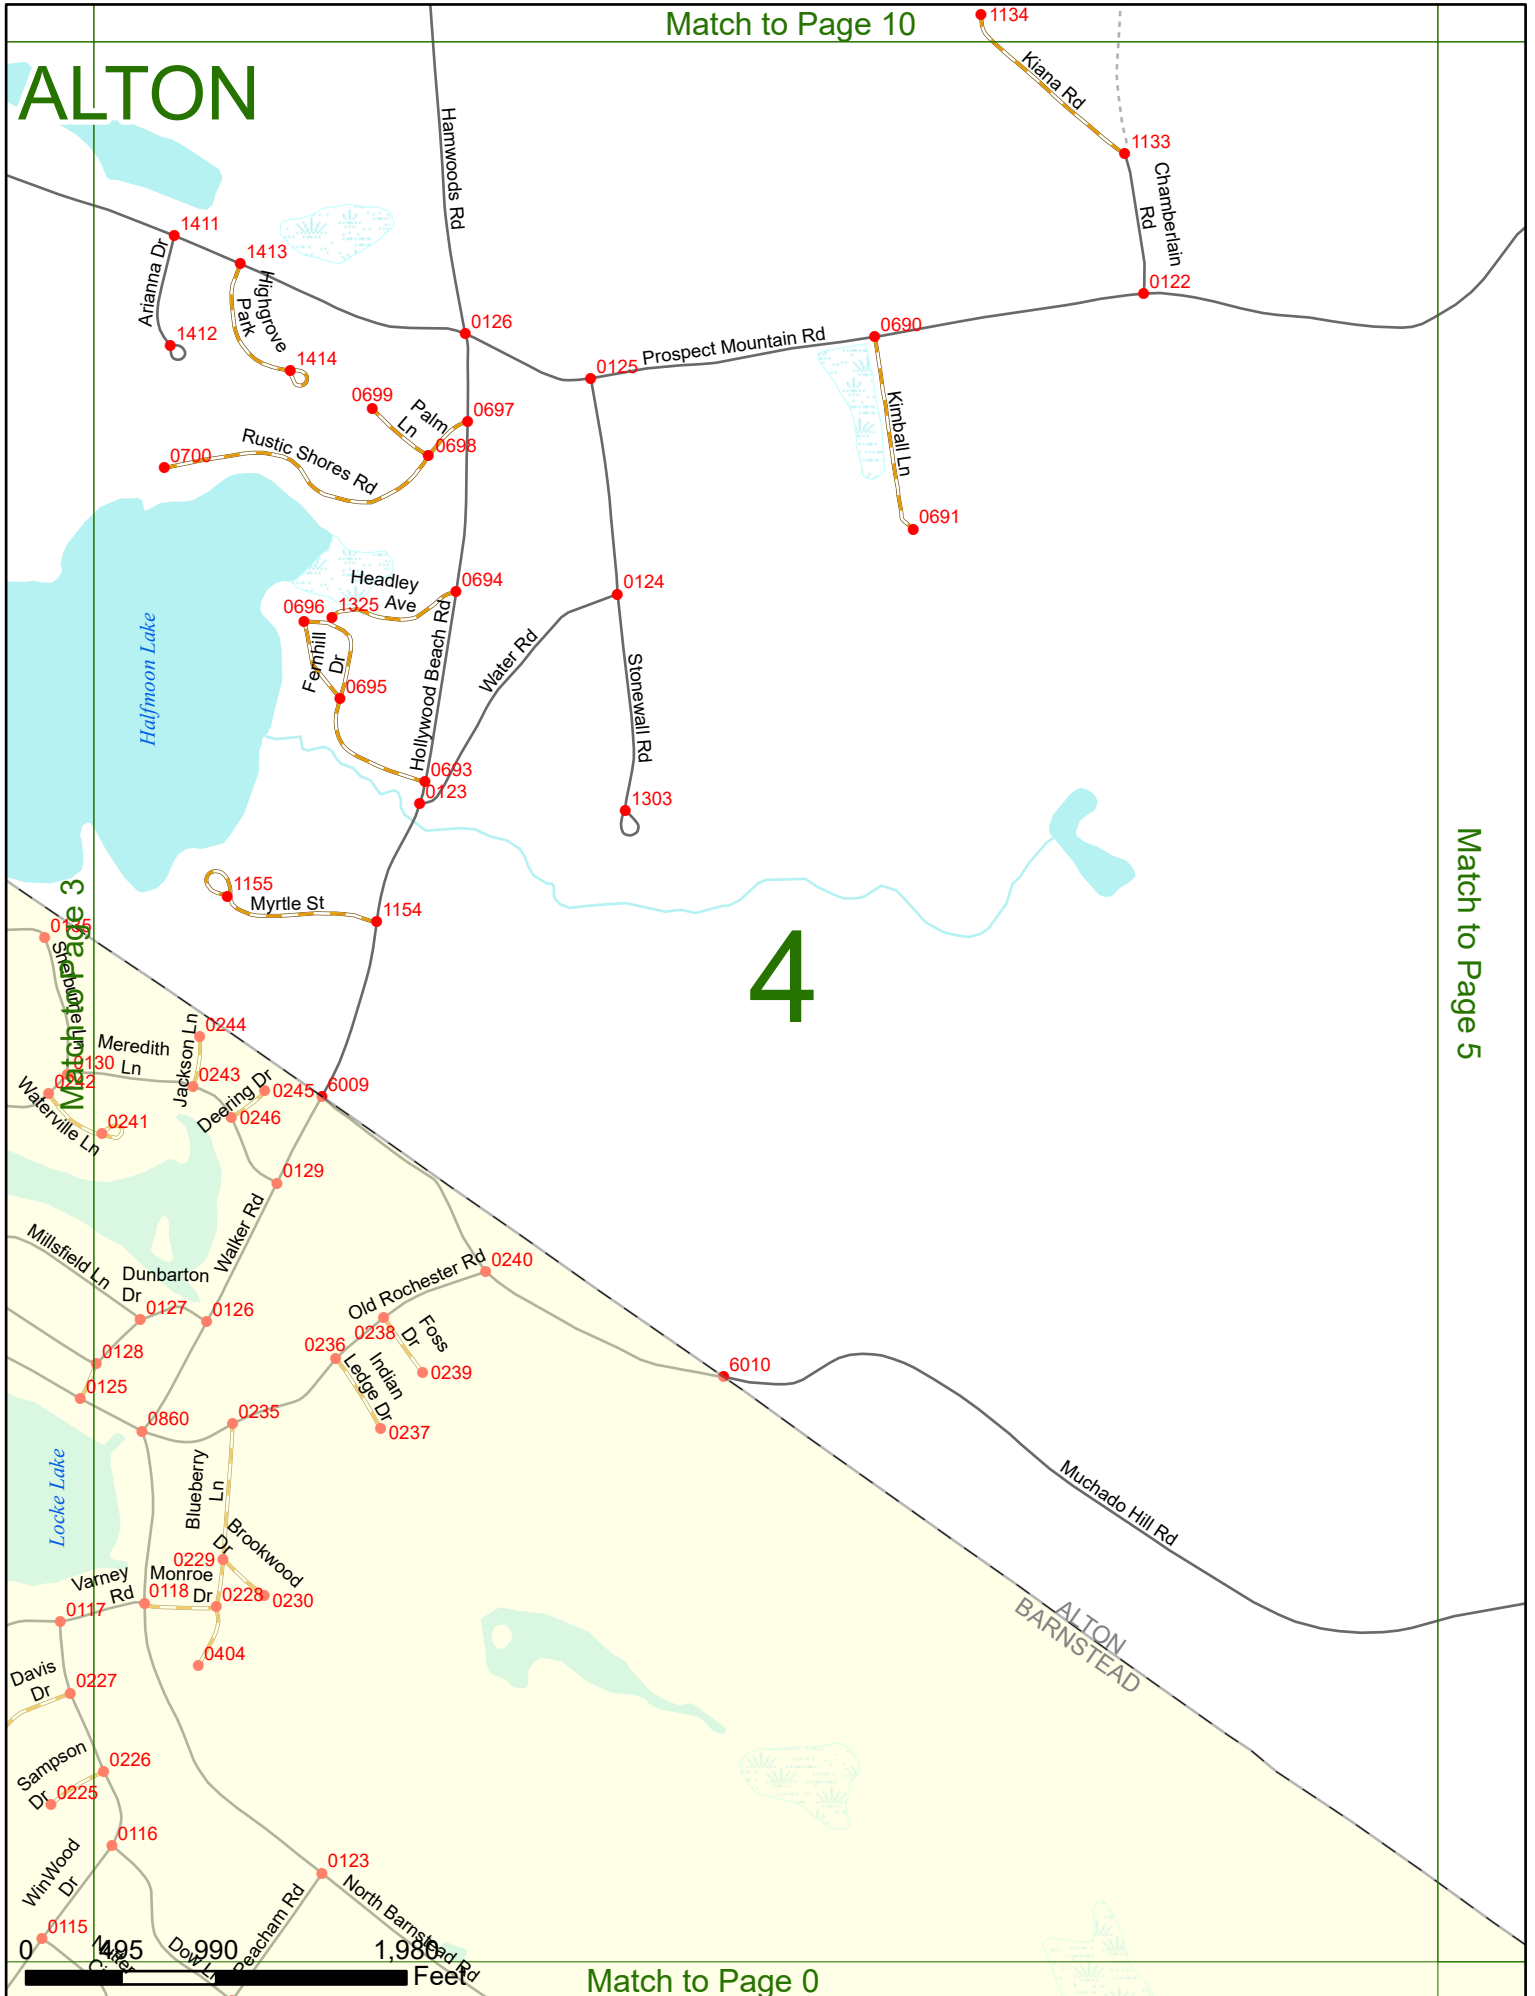 Match to Page 10
1134
ALTON
Kiana Rd
Hamwoods Rd
1133
Chamberlain
Rd
1411
1413
Arianna Dr
Highgrove
Park
0122
1412
0126
0690
Prospect Mountain Rd
1414
0125
0699
Palm
Ln
0697
Kimball Ln
0698
Rustic Shores Rd
0700
0691
Headley
Ave
0694
0124
0696
1325
Halfmoon Lake
Fernhill
Dr
Hollywood Beach Rd
Water Rd
Stonewall Rd
0695
0693
0123
1303
Match to Page 3
Match to Page 5
1155
Myrtle St
1154
4
0135
Sherburne Ln
0244
Meredith
Ln
Jackson Ln
0130
0242
0243
Deering Dr
0245
6009
Waterville Ln
0241
0246
0129
Walker Rd
Millsfield Ln
Dunbarton
Dr
0240
Old Rochester Rd
0127
0126
0238
Foss
Dr
0236
0128
Indian
Ledge Dr
0239
6010
0125
0860
0235
0237
Locke Lake
Blueberry
Ln
Muchado Hill Rd
Brookwood
Dr
0229
Varney
Rd
Monroe
Dr
0118
0228
0230
0117
ALTON
BARNSTEAD
0404
Davis
Dr
0227
Sampson
Dr
0226
0225
0116
WinWood
Dr
0123
North Barnstead Rd
Peacham Rd
0115
Dow Ln
0 495 990 1,980
Feet
Match to Page 0